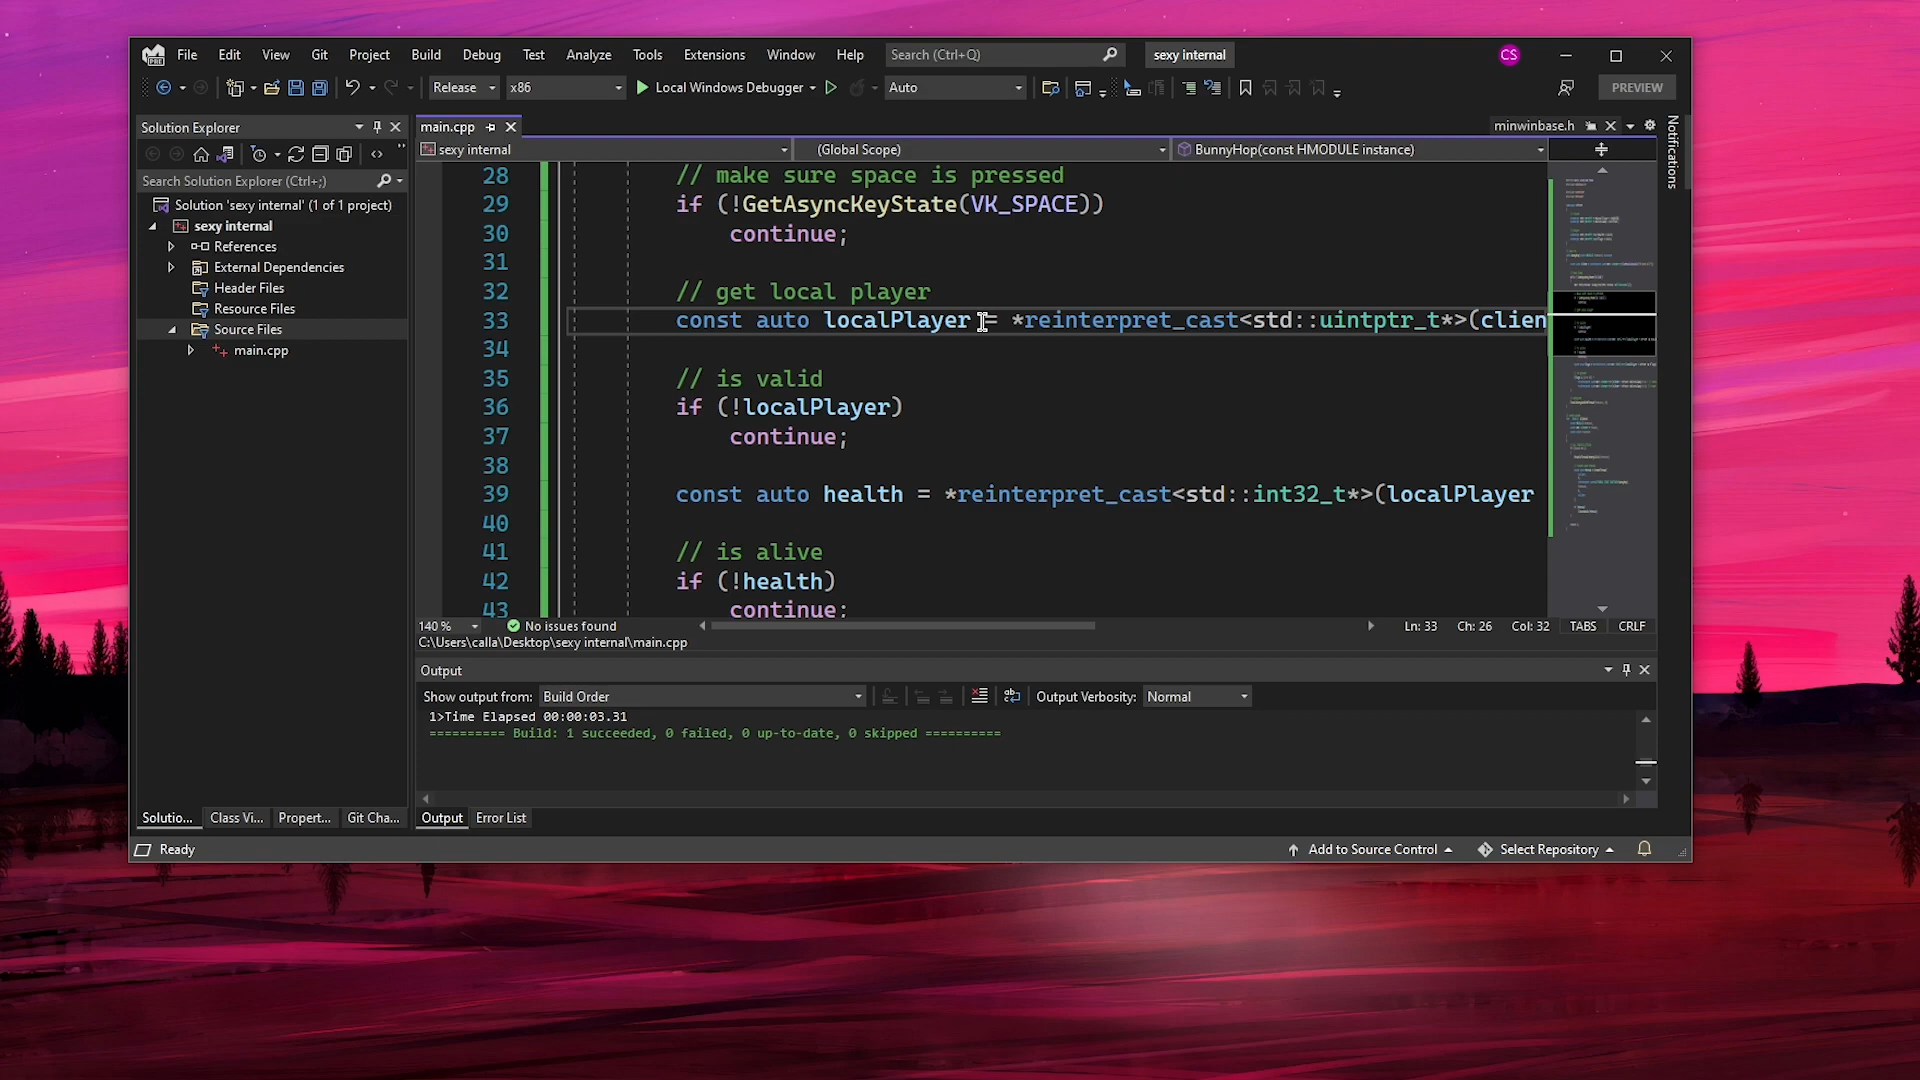 File Edit View Git Project Build Debug Test Analyze Tools Extensions Window Help Search (Ctrl+Q) sexy internal CS
Release x86 Local Windows Debugger Auto PREVIEW
Solution Explorer
Search Solution Explorer (Ctrl+;)
Solution 'sexy internal' (1 of 1 project)
sexy internal
References
External Dependencies
Header Files
Resource Files
Source Files
main.cpp
Solutio... Class Vi... Propert... Git Cha...
main.cpp minwinbase.h
sexy internal (Global Scope) BunnyHop(const HMODULE instance)
28 // make sure space is pressed
29 if (!GetAsyncKeyState(VK_SPACE))
30 continue;
31
32 // get local player
33 const auto localPlayer = *reinterpret_cast<std::uintptr_t*>(clien
34
35 // is valid
36 if (!localPlayer)
37 continue;
38
39 const auto health = *reinterpret_cast<std::int32_t*>(localPlayer
40
41 // is alive
42 if (!health)
43 continue;
140 % No issues found Ln: 33 Ch: 26 Col: 32 TABS CRLF
C:\Users\calla\Desktop\sexy internal\main.cpp
Output
Show output from: Build Order Output Verbosity: Normal
1>Time Elapsed 00:00:03.31
========== Build: 1 succeeded, 0 failed, 0 up-to-date, 0 skipped ==========
Output Error List
Notifications
Ready Add to Source Control Select Repository